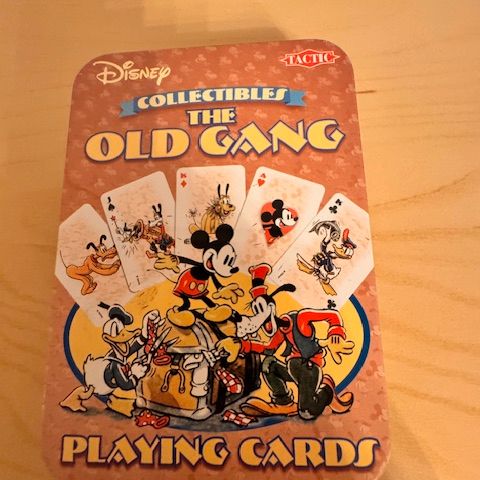 Disney
TACTIC
COLLECTIBLES
THE
OLD GANG
PLAYING CARDS